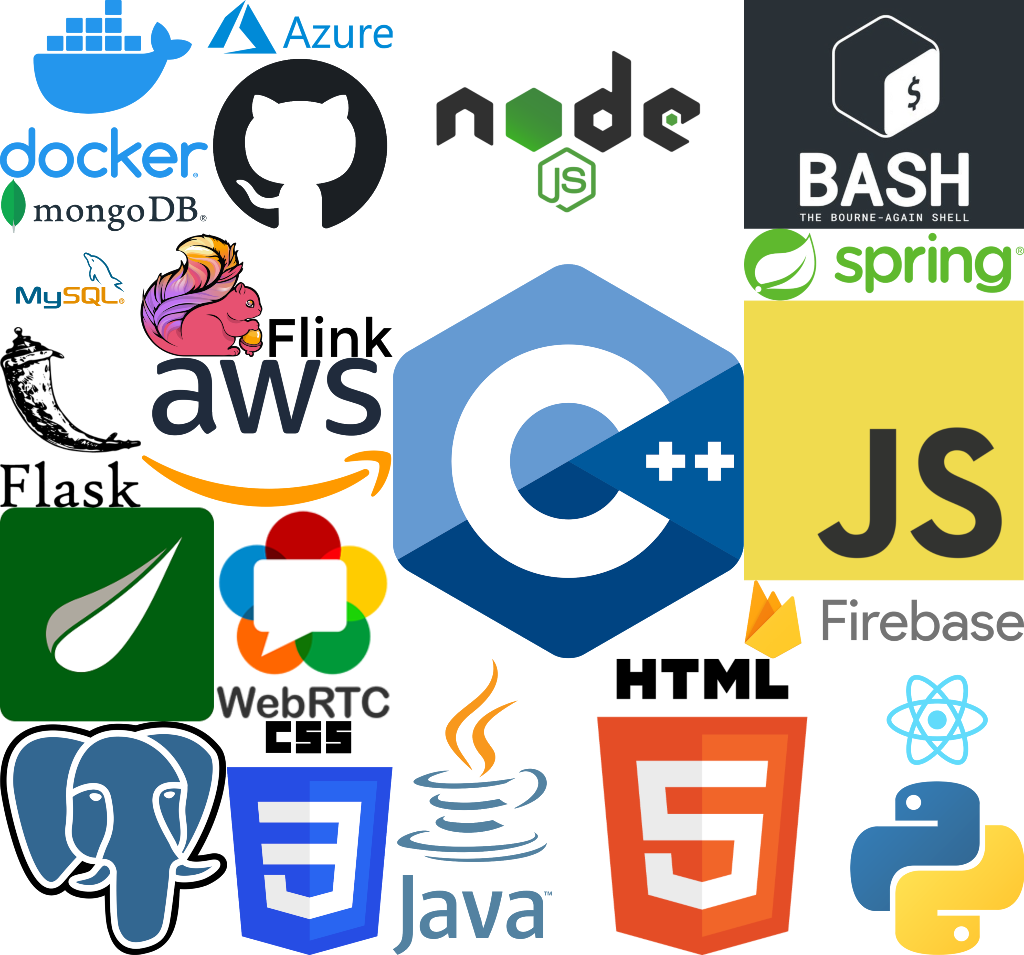 Azure
docker
mongoDB®
node
JS
$
BASH
THE BOURNE-AGAIN SHELL
spring®
MySQL®
Flink
aws
Flask
C++
JS
WebRTC
Firebase
CSS
3
Java™
HTML
5